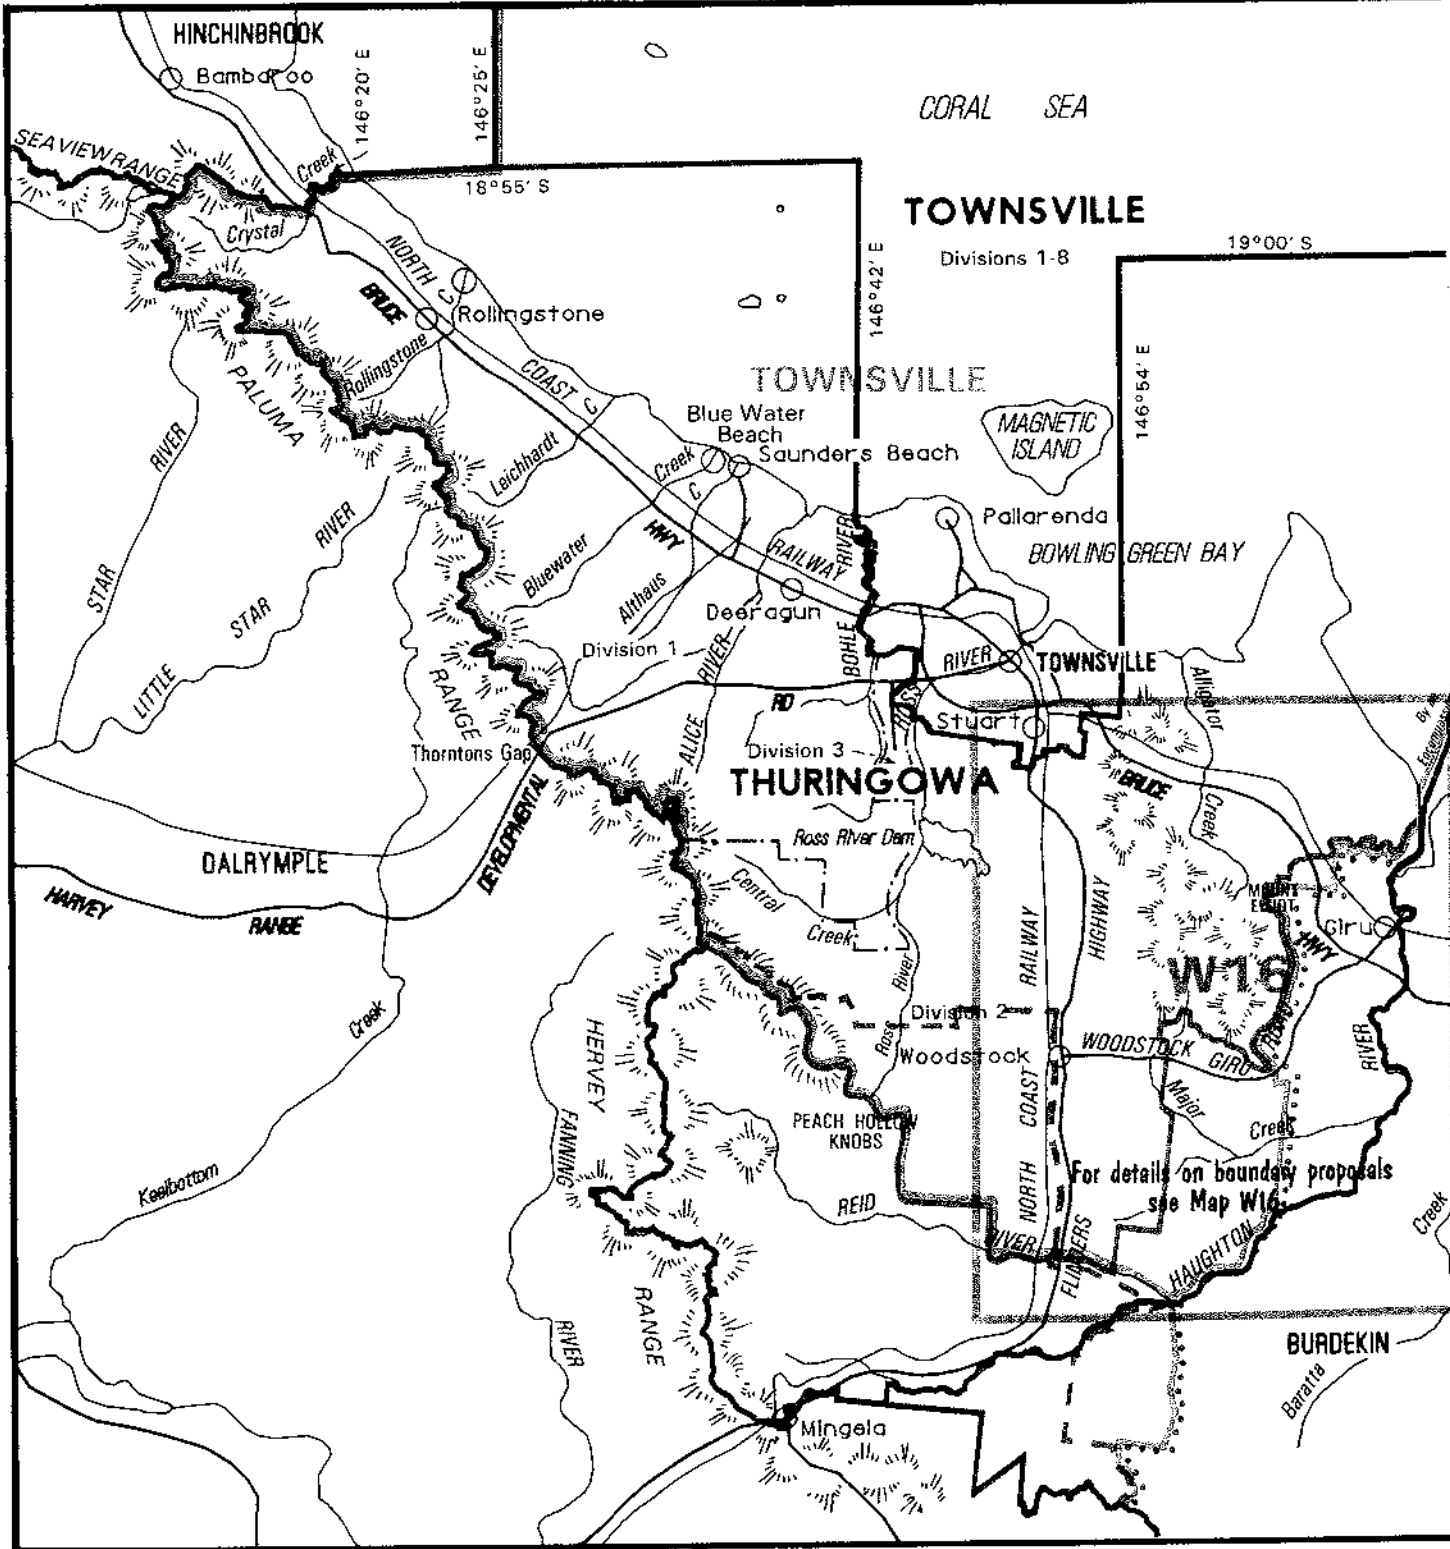 HINCHINBROOK
Bambaroo
146°20' E
146°25' E
CORAL SEA
SEAVIEW RANGE
Creek
18°55' S
Crystal
TOWNSVILLE
Divisions 1-8
19°00' S
NORTH
C
BRUCE
Rollingstone
146°42' E
146°54' E
PALUMA
Rollingstone
COAST
C
TOWNSVILLE
Blue Water
Beach
MAGNETIC
ISLAND
Saunders Beach
STAR
RIVER
Leichhardt
Creek
C
Pallarenda
LITTLE
STAR
RIVER
HWY
RAILWAY
RIVER
BOWLING GREEN BAY
Bluewater
Althaus
Deeragun
BOHLE
Division 1
RIVER
ALICE
RIVER
TOWNSVILLE
Alligator
Creek
RANGE
RD
ROSS
Stuart
By M
Thorntons Gap
Division 3
THURINGOWA
BRUCE
DEVELOPMENTAL
DALRYMPLE
Ross River Dam
HARVEY
RANGE
Central
Creek
RAILWAY
HIGHWAY
MOUNT
ELLIOT
Giru
HWY
W16
River
Ross
Division 2
Creek
HERVEY
Woodstock
WOODSTOCK
GIRU
ROAD
RIVER
COAST
Major
Creek
PEACH HOLLOW
KNOBS
FANNING
Keelbottom
For details on boundary proposals
see Map W16
NORTH
REID
RIVER
FLINDERS
HAUGHTON
Creek
RANGE
RIVER
BURDEKIN
Baratta
Mingela